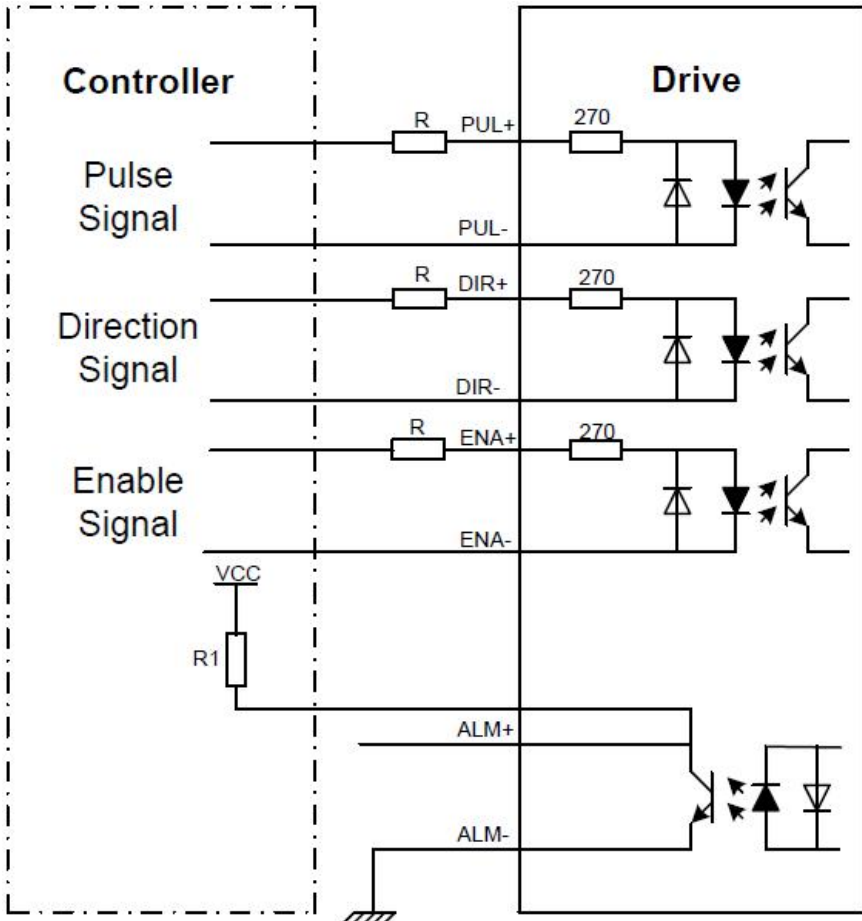 Controller
Drive
R
PUL+
270
Pulse
Signal
PUL-
R
DIR+
270
Direction
Signal
DIR-
R
ENA+
270
Enable
Signal
ENA-
VCC
R1
ALM+
ALM-